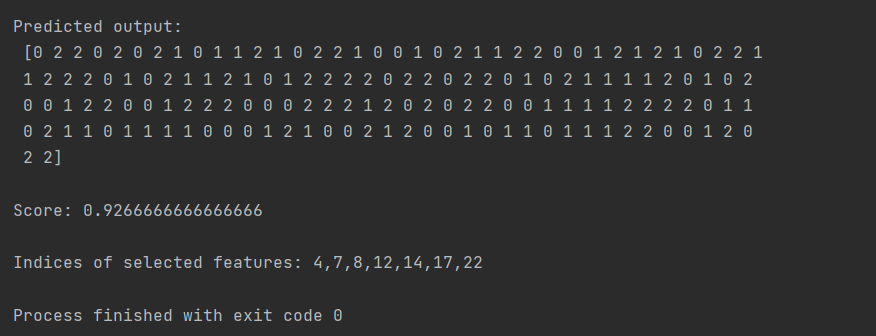 Predicted output:
[0 2 2 0 2 0 2 1 0 1 1 2 1 0 2 2 1 0 0 1 0 2 1 1 2 2 0 0 1 2 1 2 1 0 2 2 1
1 2 2 2 0 1 0 2 1 1 2 1 0 1 2 2 2 2 0 2 2 0 2 2 0 1 0 2 1 1 1 1 2 0 1 0 2
0 0 1 2 2 0 0 1 2 2 2 0 0 0 2 2 2 1 2 0 2 0 2 2 0 0 1 1 1 1 2 2 2 2 0 1 1
0 2 1 1 0 1 1 1 1 0 0 0 1 2 1 0 0 2 1 2 0 0 1 0 1 1 0 1 1 1 2 2 0 0 1 2 0
2 2]
Score: 0.9266666666666666
Indices of selected features: 4,7,8,12,14,17,22
Process finished with exit code 0